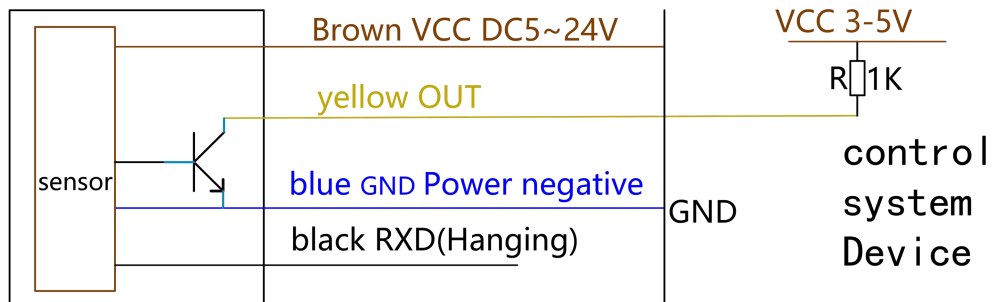 Brown VCC DC5~24V
VCC 3-5V
R 1K
yellow OUT
control
system
Device
sensor
blue GND Power negative
GND
black RXD(Hanging)